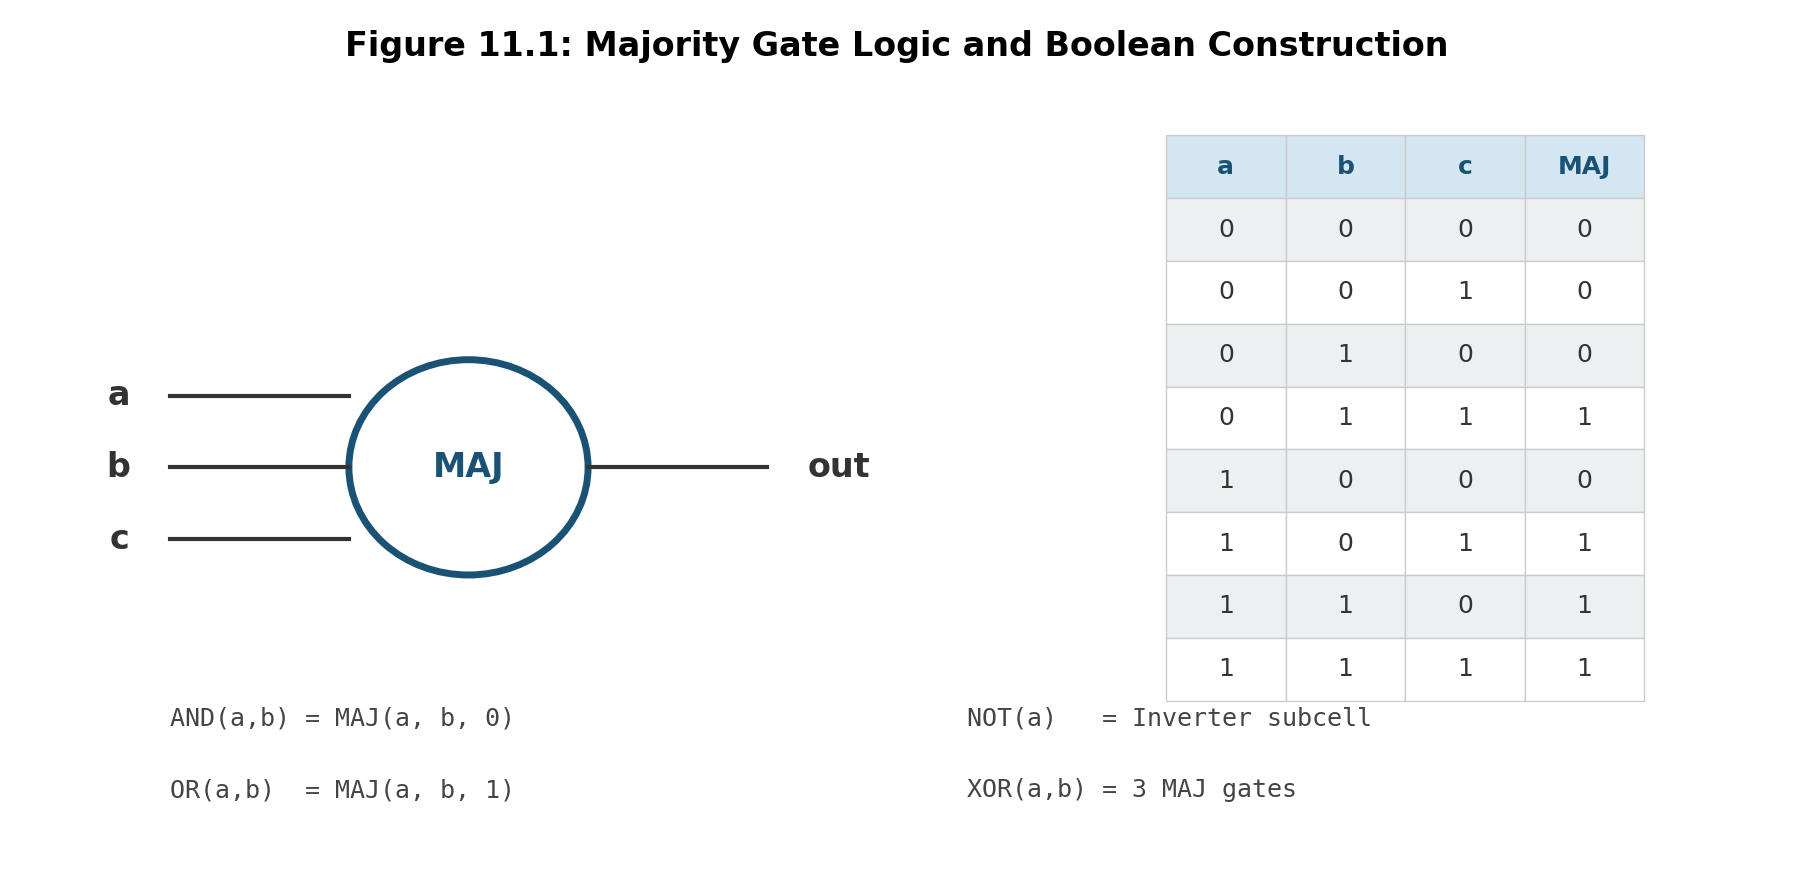 Figure 11.1: Majority Gate Logic and Boolean Construction
a
b
c
MAJ
out
a b c MAJ
0 0 0 0
0 0 1 0
0 1 0 0
0 1 1 1
1 0 0 0
1 0 1 1
1 1 0 1
1 1 1 1
AND(a,b) = MAJ(a, b, 0)
OR(a,b)  = MAJ(a, b, 1)
NOT(a)   = Inverter subcell
XOR(a,b) = 3 MAJ gates